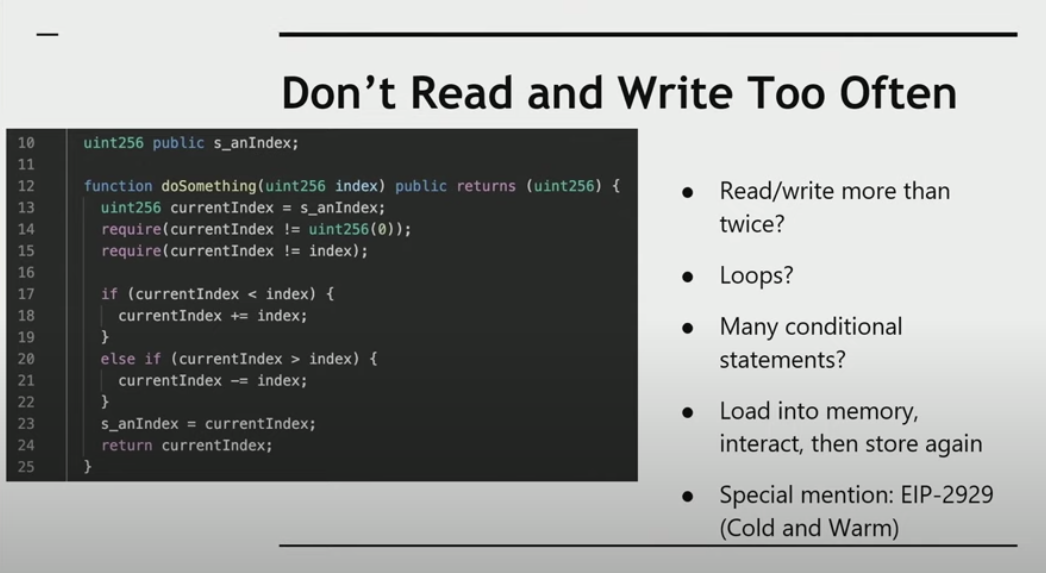 Don't Read and Write Too Often
10 uint256 public s_anIndex;
11
12 function doSomething(uint256 index) public returns (uint256) {
13 uint256 currentIndex = s_anIndex;
14 require(currentIndex != uint256(0));
15 require(currentIndex != index);
16
17 if (currentIndex < index) {
18 currentIndex += index;
19 }
20 else if (currentIndex > index) {
21 currentIndex -= index;
22 }
23 s_anIndex = currentIndex;
24 return currentIndex;
25 }
● Read/write more than
twice?
● Loops?
● Many conditional
statements?
● Load into memory,
interact, then store again
● Special mention: EIP-2929
(Cold and Warm)